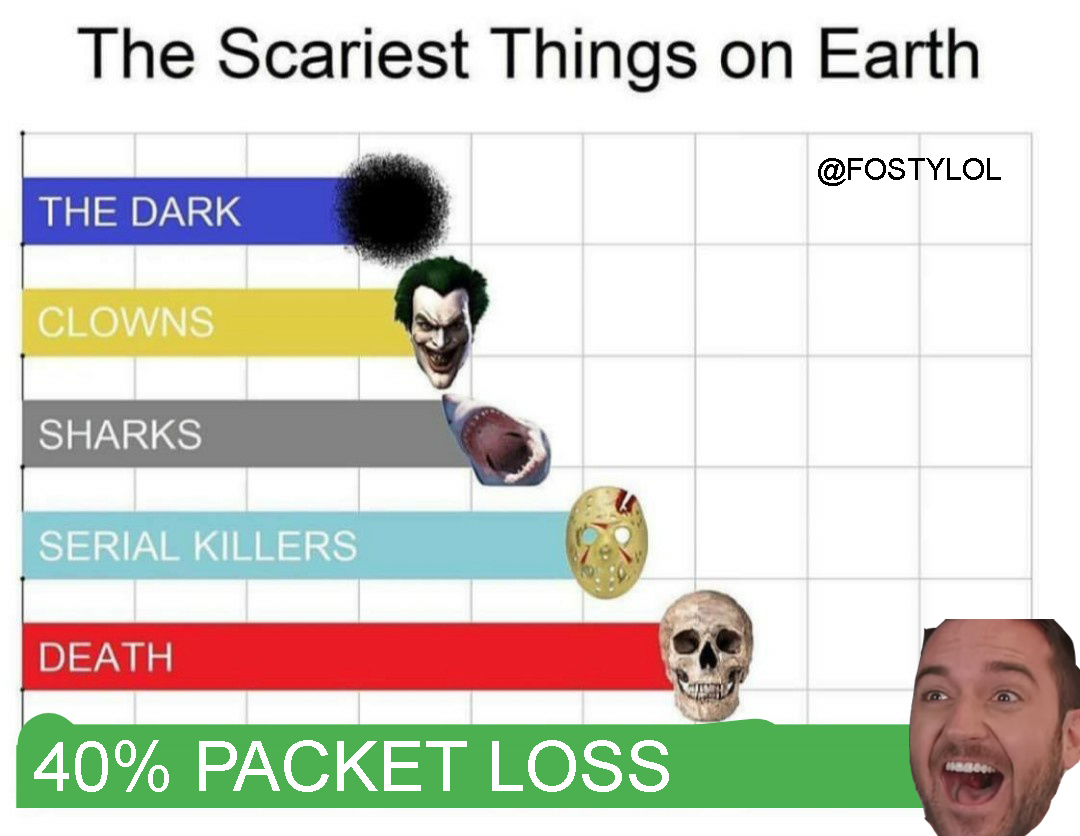 The Scariest Things on Earth
@FOSTYLOL
THE DARK
CLOWNS
SHARKS
SERIAL KILLERS
DEATH
40% PACKET LOSS